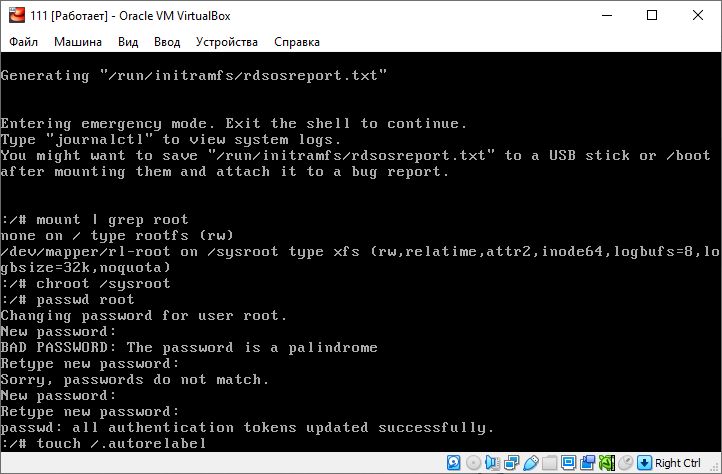 111 [Работает] - Oracle VM VirtualBox
Файл Машина Вид Ввод Устройства Справка
Generating "/run/initramfs/rdsosreport.txt"
Entering emergency mode. Exit the shell to continue.
Type "journalctl" to view system logs.
You might want to save "/run/initramfs/rdsosreport.txt" to a USB stick or /boot
after mounting them and attach it to a bug report.
:/# mount | grep root
none on / type rootfs (rw)
/dev/mapper/rl-root on /sysroot type xfs (rw,relatime,attr2,inode64,logbufs=8,lo
gbsize=32k,noquota)
:/# chroot /sysroot
:/# passwd root
Changing password for user root.
New password:
BAD PASSWORD: The password is a palindrome
Retype new password:
Sorry, passwords do not match.
New password:
Retype new password:
passwd: all authentication tokens updated successfully.
:/# touch /.autorelabel
Right Ctrl